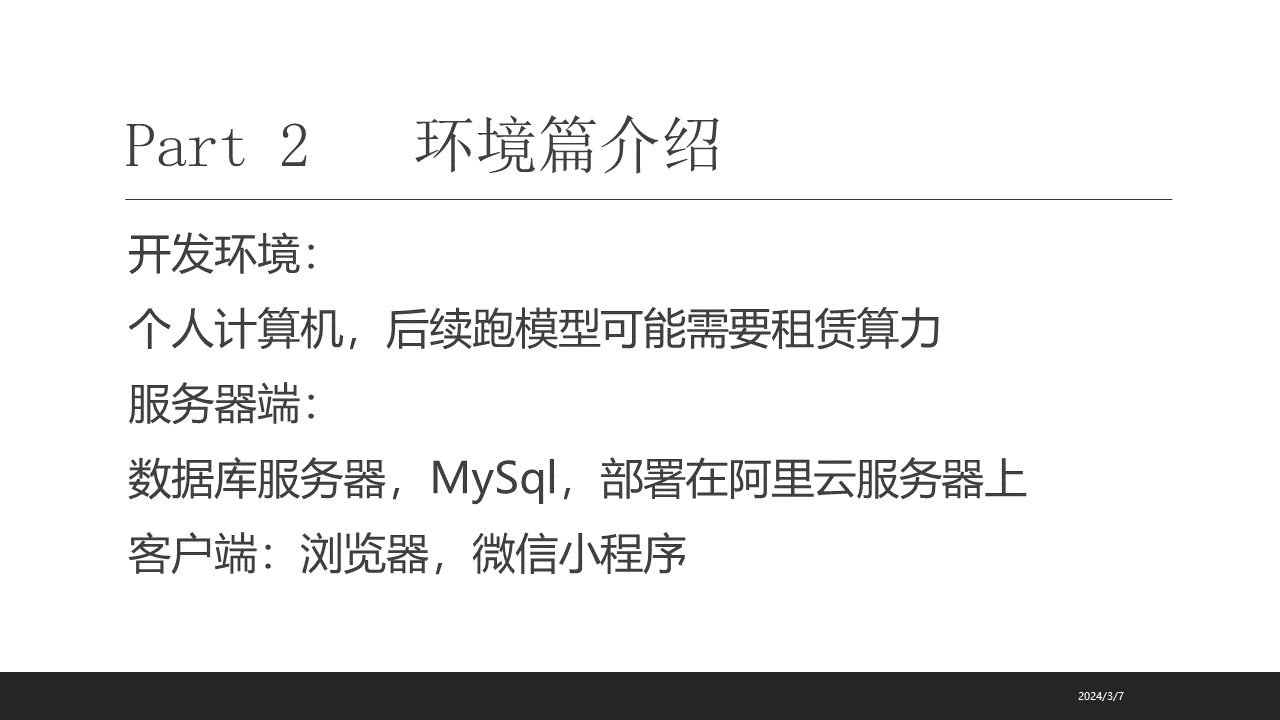 Part 2 环境篇介绍
开发环境：
个人计算机，后续跑模型可能需要租赁算力
服务器端：
数据库服务器，MySql，部署在阿里云服务器上
客户端：浏览器，微信小程序
2024/3/7